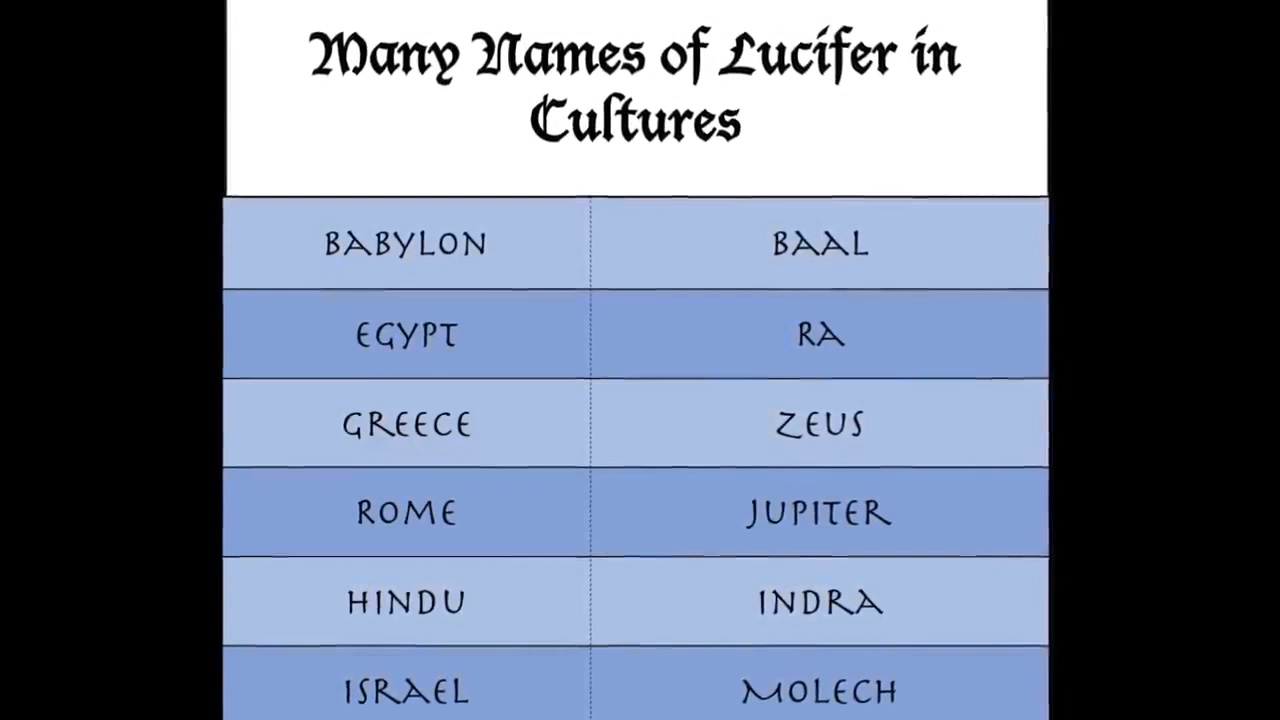 Many Names of Lucifer in
Cultures
BABYLON BAAL
EGYPT RA
GREECE ZEUS
ROME JUPITER
HINDU INDRA
ISRAEL MOLECH